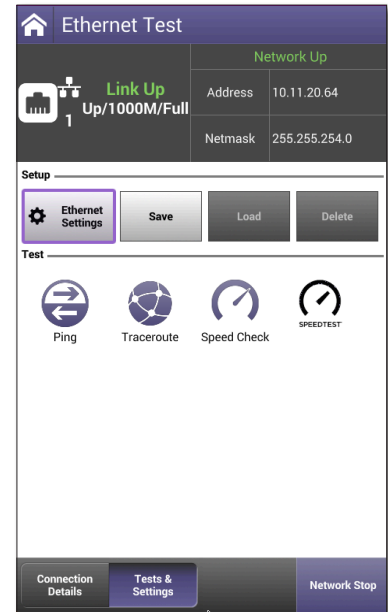 Ethernet Test
Network Up
Link Up
Up/1000M/Full
1
Address 10.11.20.64
Netmask 255.255.254.0
Setup
Ethernet
Settings
Save
Load
Delete
Test
Ping
Traceroute
Speed Check
SPEEDTEST
Connection
Details
Tests &
Settings
Network Stop